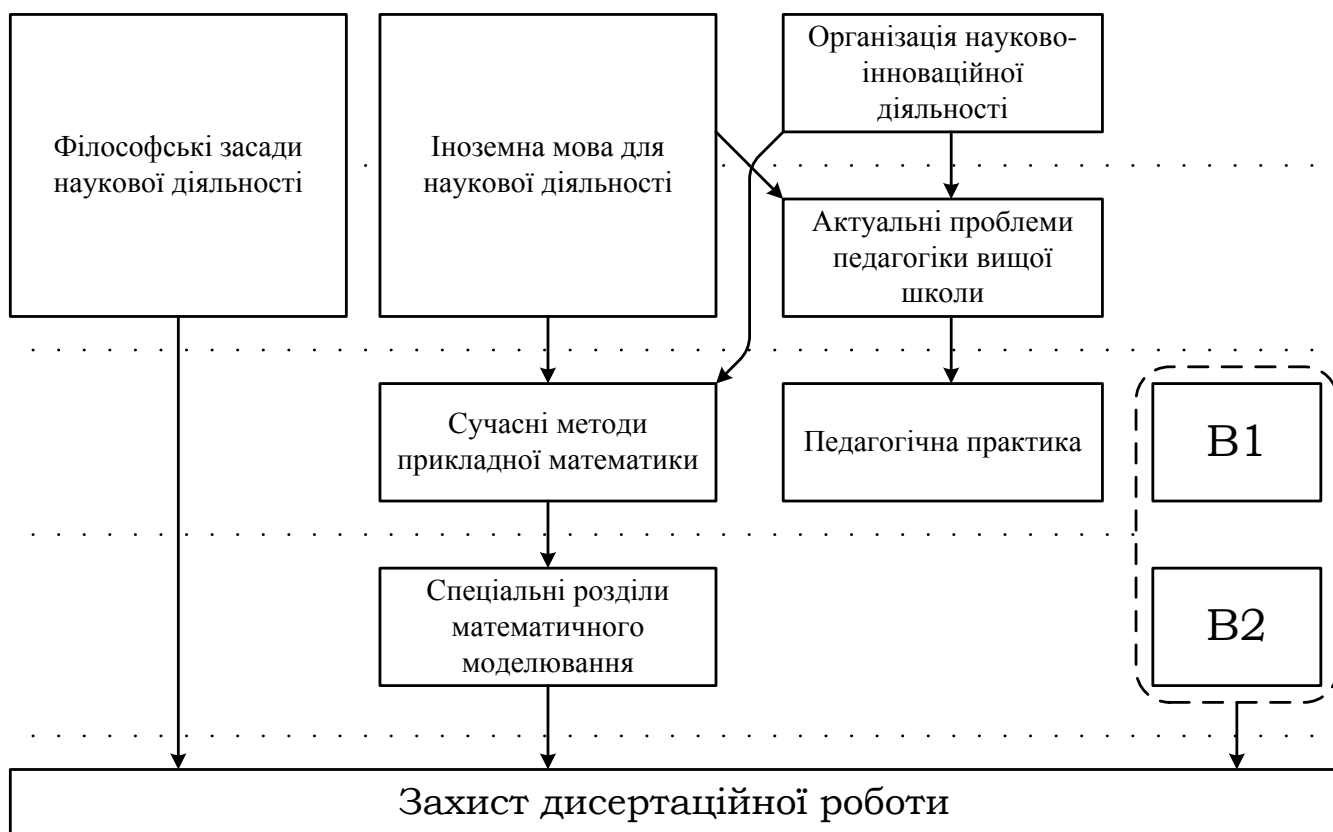 Філософські засади
наукової діяльності
Іноземна мова для
наукової діяльності
Організація науково-
інноваційної
діяльності
Актуальні проблеми
педагогіки вищої
школи
Сучасні методи
прикладної математики
Педагогічна практика
В1
Спеціальні розділи
математичного
моделювання
В2
Захист дисертаційної роботи